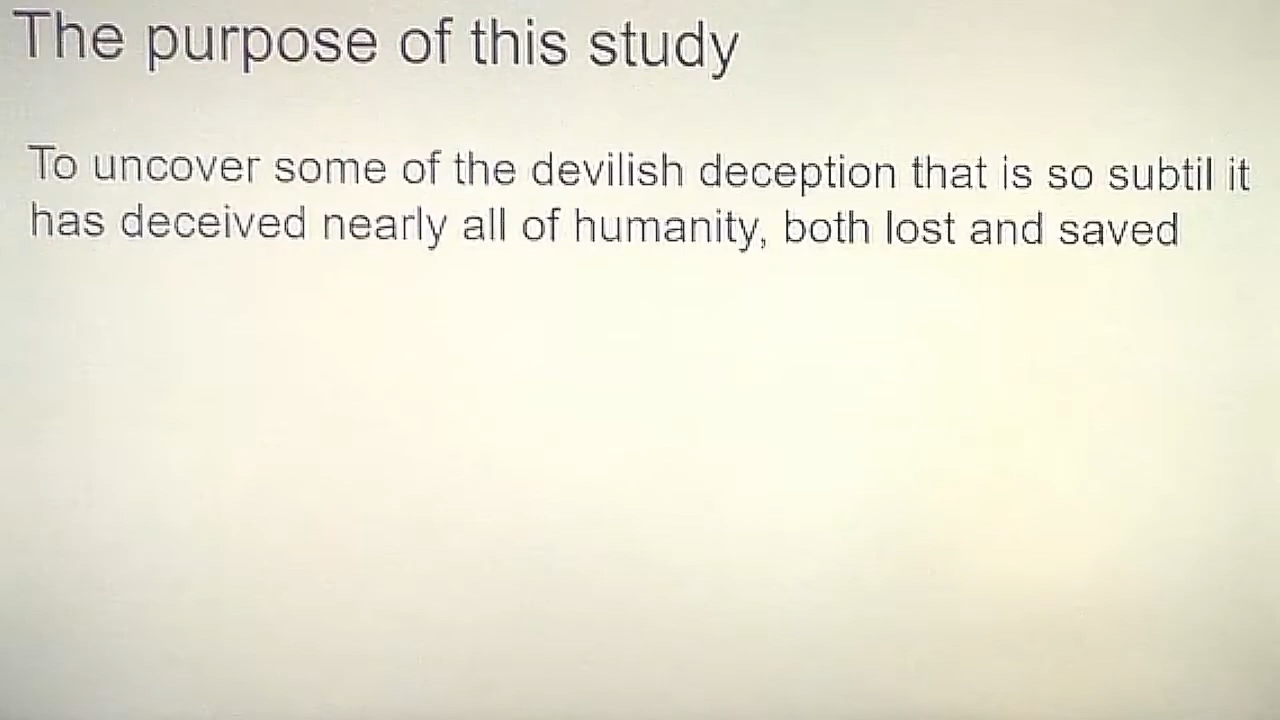 The purpose of this study
To uncover some of the devilish deception that is so subtil it
has deceived nearly all of humanity, both lost and saved